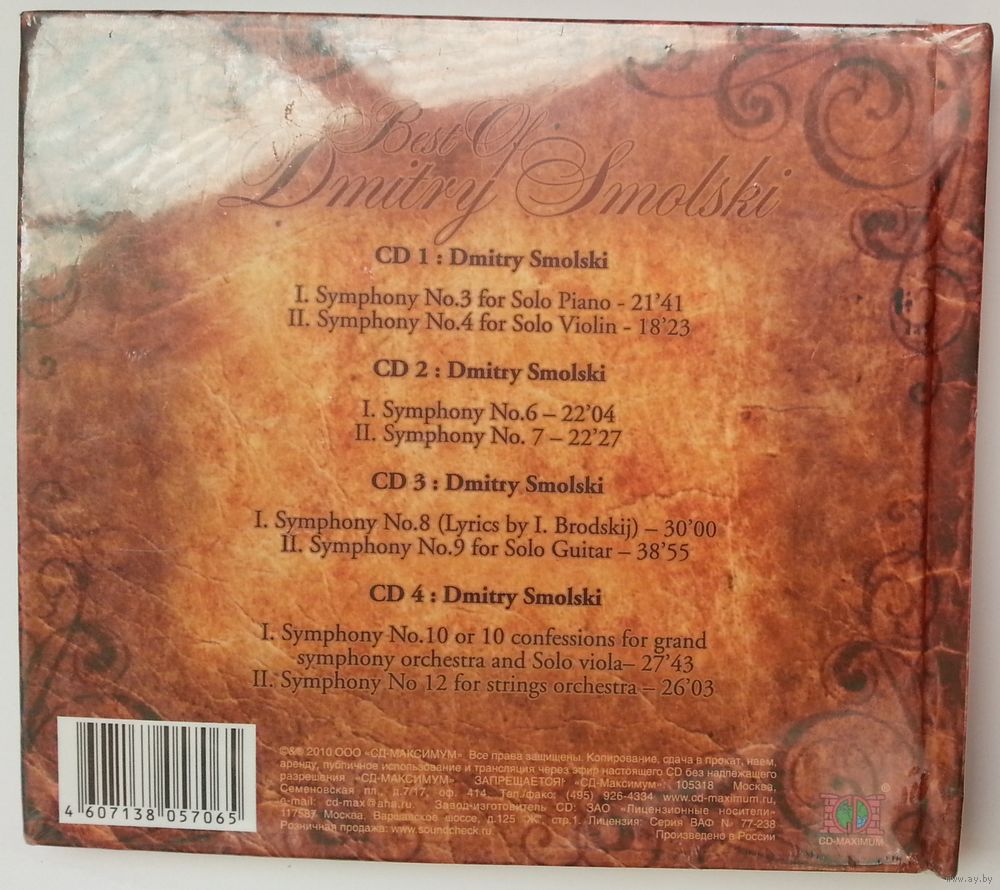 Best Of
Dmitry Smolski
CD 1 : Dmitry Smolski
I. Symphony No.3 for Solo Piano - 21'41
II. Symphony No.4 for Solo Violin - 18'23
CD 2 : Dmitry Smolski
I. Symphony No.6 – 22'04
II. Symphony No. 7 – 22'27
CD 3 : Dmitry Smolski
I. Symphony No.8 (Lyrics by I. Brodskij) – 30'00
II. Symphony No.9 for Solo Guitar – 38'55
CD 4 : Dmitry Smolski
I. Symphony No.10 or 10 confessions for grand
symphony orchestra and Solo viola– 27'43
II. Symphony No 12 for strings orchestra – 26'03
©&℗ 2010 ООО «СД-МАКСИМУМ». Все права защищены. Копирование, сдача в прокат, наем,
аренду, публичное использование и трансляция через эфир настоящего CD без надлежащего
разрешения «СД-МАКСИМУМ» ЗАПРЕЩАЕТСЯ! «СД-Максимум»: 105318 Москва,
Семеновская пл., д.7/17, оф. 414. Тел./факс: (495) 926-4334 www.cd-maximum.ru,
e-mail: cd-max@aha.ru. Завод-изготовитель CD: ЗАО «Лицензионные носители»
117587 Москва, Варшавское шоссе, д.125 "Ж", стр.1. Лицензия: Серия ВАФ № 77-238
Розничная продажа: www.soundcheck.ru Произведено в России
4 607138 057065
®
CD-MAXIMUM
www.ay.by